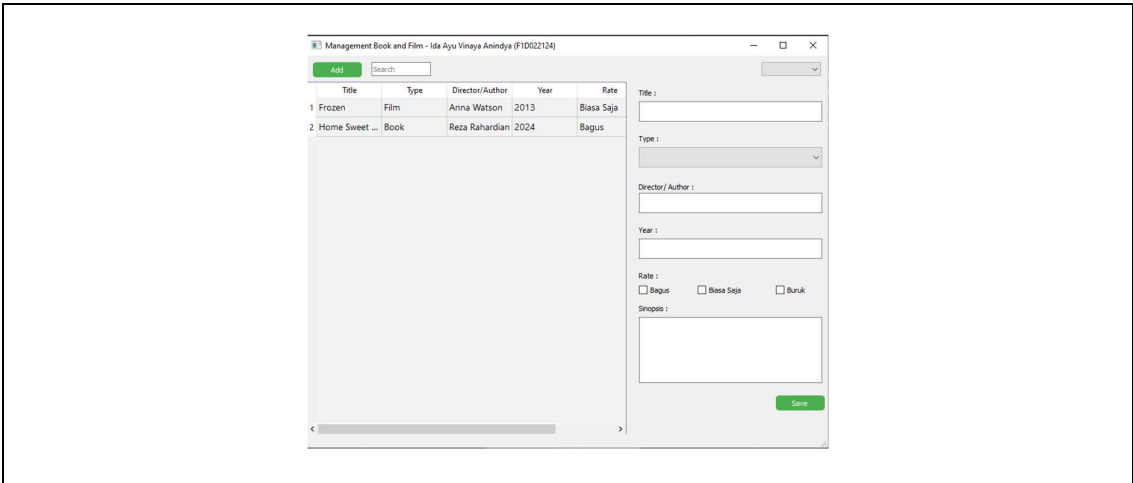 Management Book and Film - Ida Ayu Vinaya Anindya (F1D022124)
Add Search
Title Type Director/Author Year Rate
1 Frozen Film Anna Watson 2013 Biasa Saja
2 Home Sweet ... Book Reza Rahardian 2024 Bagus
Title :
Type :
Director/ Author :
Year :
Rate :
Bagus Biasa Saja Buruk
Sinopsis :
Save